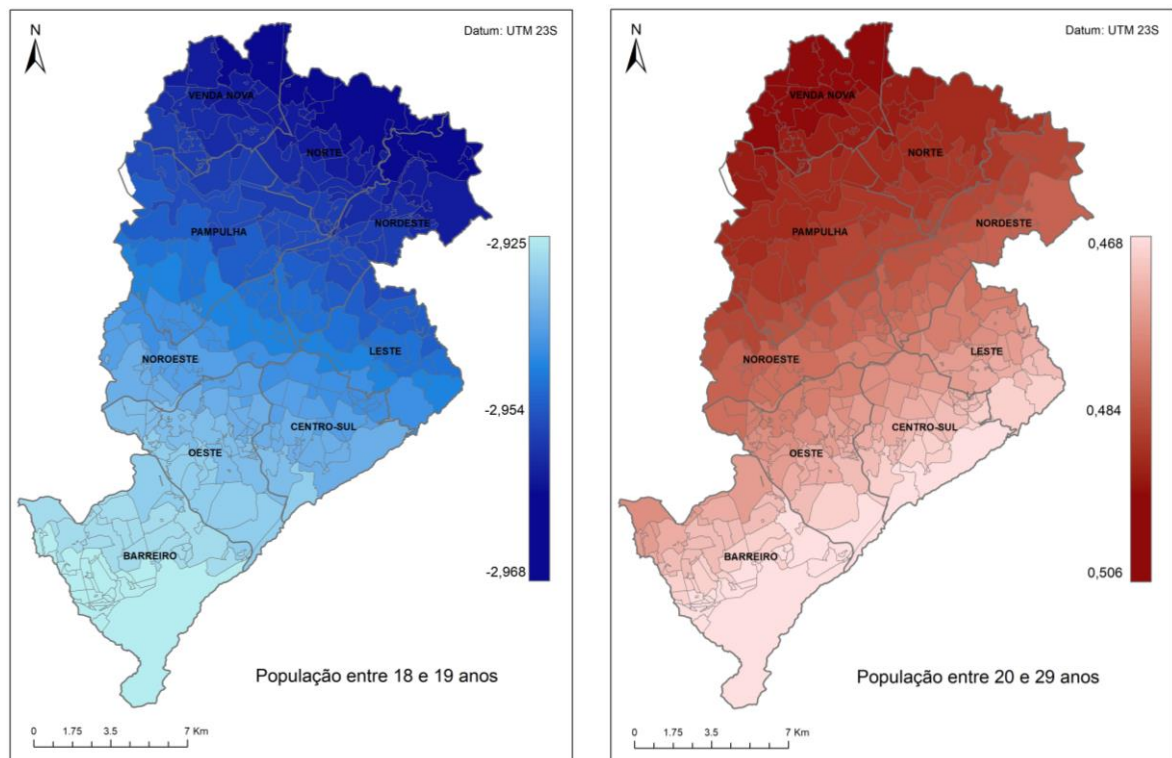 N
Datum: UTM 23S
VENDA NOVA
NORTE
NORDESTE
PAMPULHA
-2,925
NOROESTE
LESTE
-2,954
CENTRO-SUL
OESTE
BARREIRO
-2,968
População entre 18 e 19 anos
0 1.75 3.5 7 Km
N
Datum: UTM 23S
VENDA NOVA
NORTE
NORDESTE
PAMPULHA
0,468
NOROESTE
LESTE
0,484
CENTRO-SUL
OESTE
BARREIRO
0,506
População entre 20 e 29 anos
0 1.75 3.5 7 Km